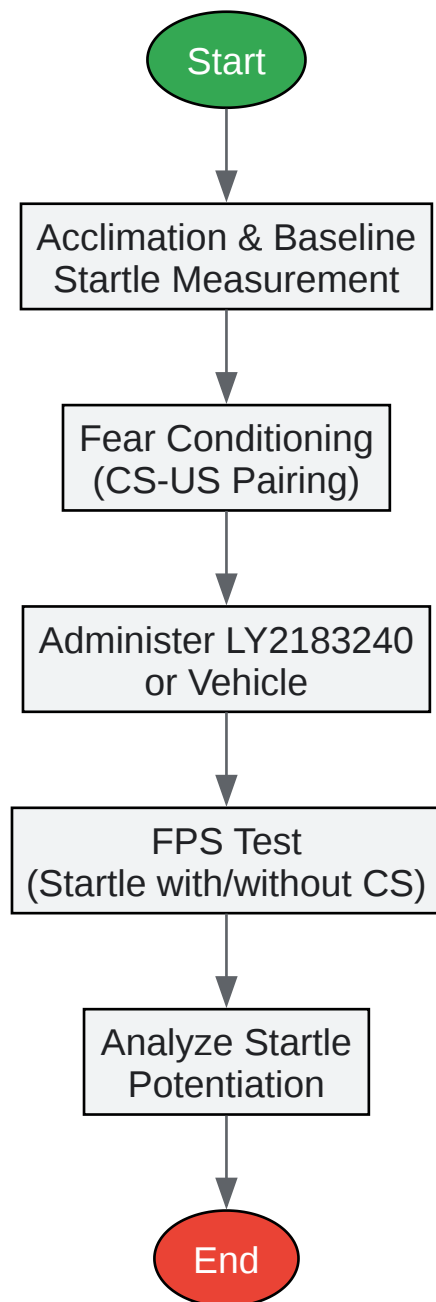 Start
Acclimation & Baseline
Startle Measurement
Fear Conditioning
(CS-US Pairing)
Administer LY2183240
or Vehicle
FPS Test
(Startle with/without CS)
Analyze Startle
Potentiation
End